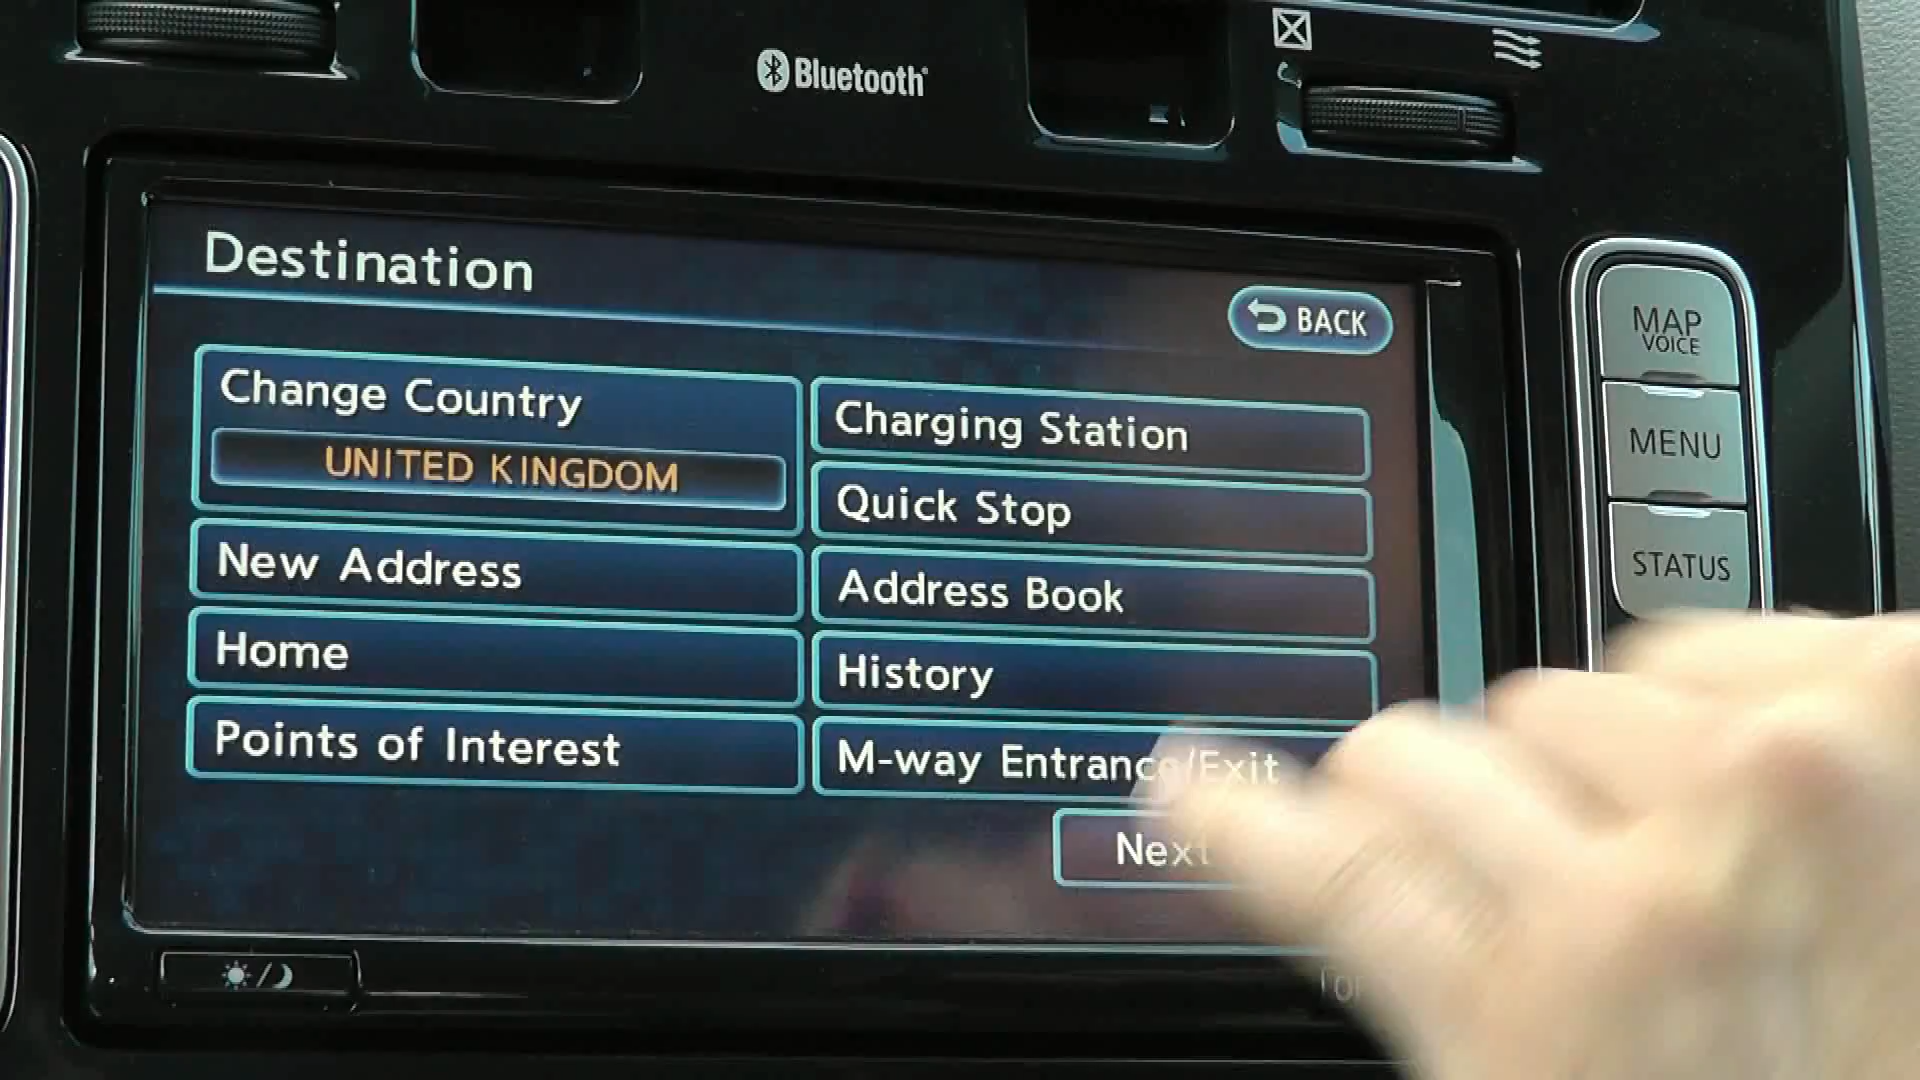 Bluetooth
Destination
BACK
Change Country
UNITED KINGDOM
New Address
Home
Points of Interest
Charging Station
Quick Stop
Address Book
History
M-way Entrance/Exit
Next
MAP
VOICE
MENU
STATUS